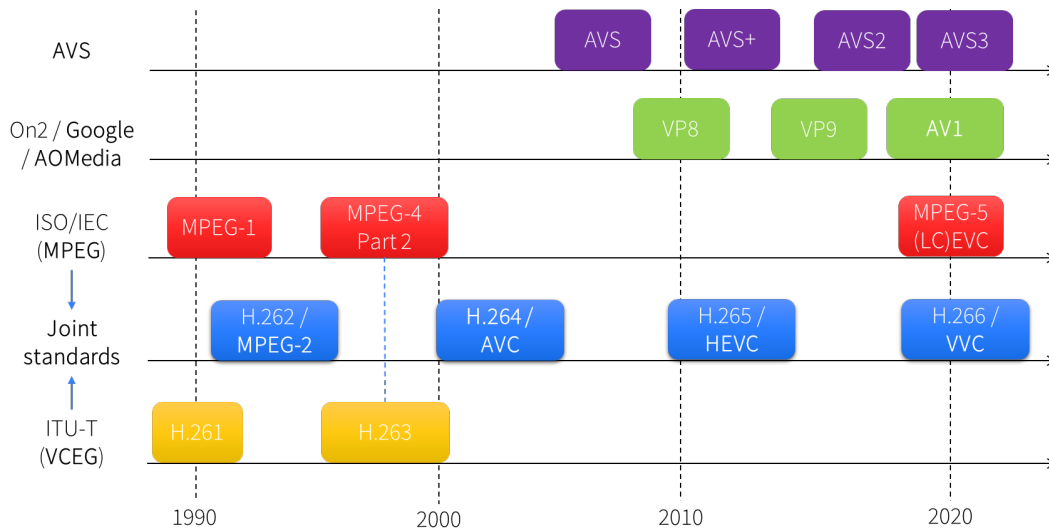 AVS
AVS
AVS+
AVS2
AVS3
On2 / Google
/ AOMedia
VP8
VP9
AV1
ISO/IEC
(MPEG)
MPEG-1
MPEG-4
Part 2
MPEG-5
(LC)EVC
Joint
standards
H.262 /
MPEG-2
H.264 /
AVC
H.265 /
HEVC
H.266 /
VVC
ITU-T
(VCEG)
H.261
H.263
1990
2000
2010
2020